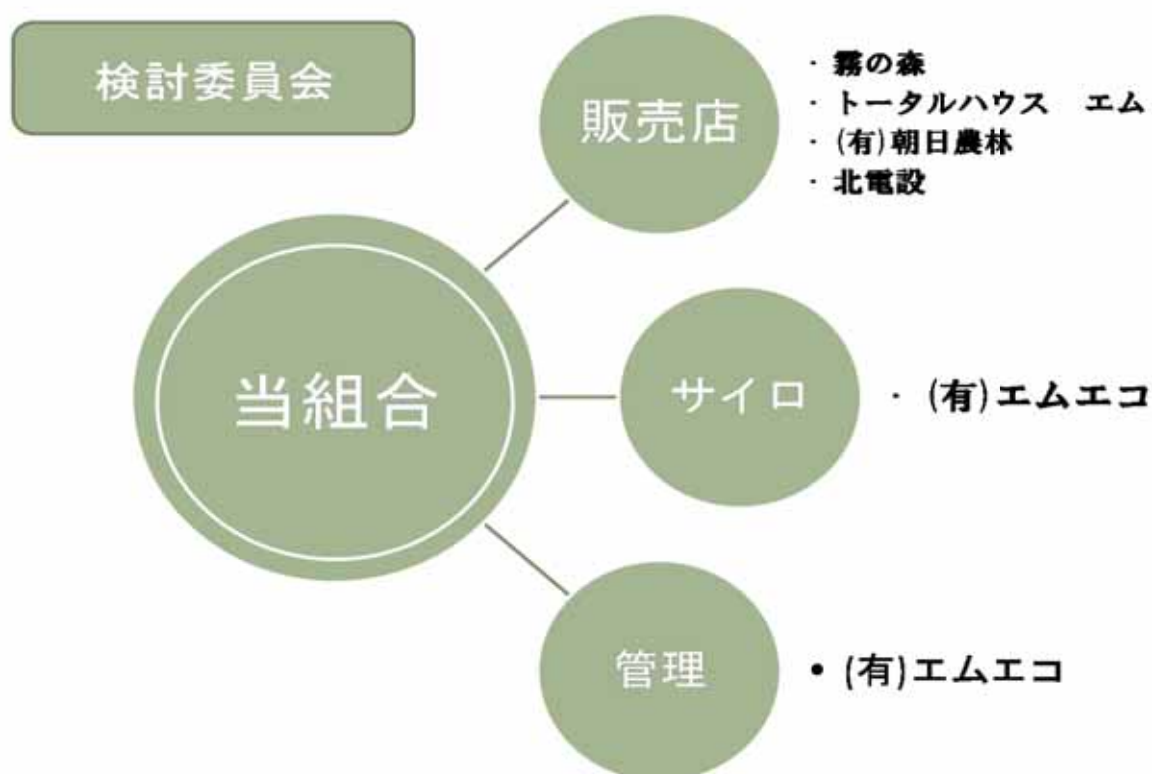 検討委員会
販売店
・霧の森
・トータルハウス　エム
・(有)朝日農林
・北電設
当組合
サイロ
・(有)エムエコ
管理
•(有)エムエコ